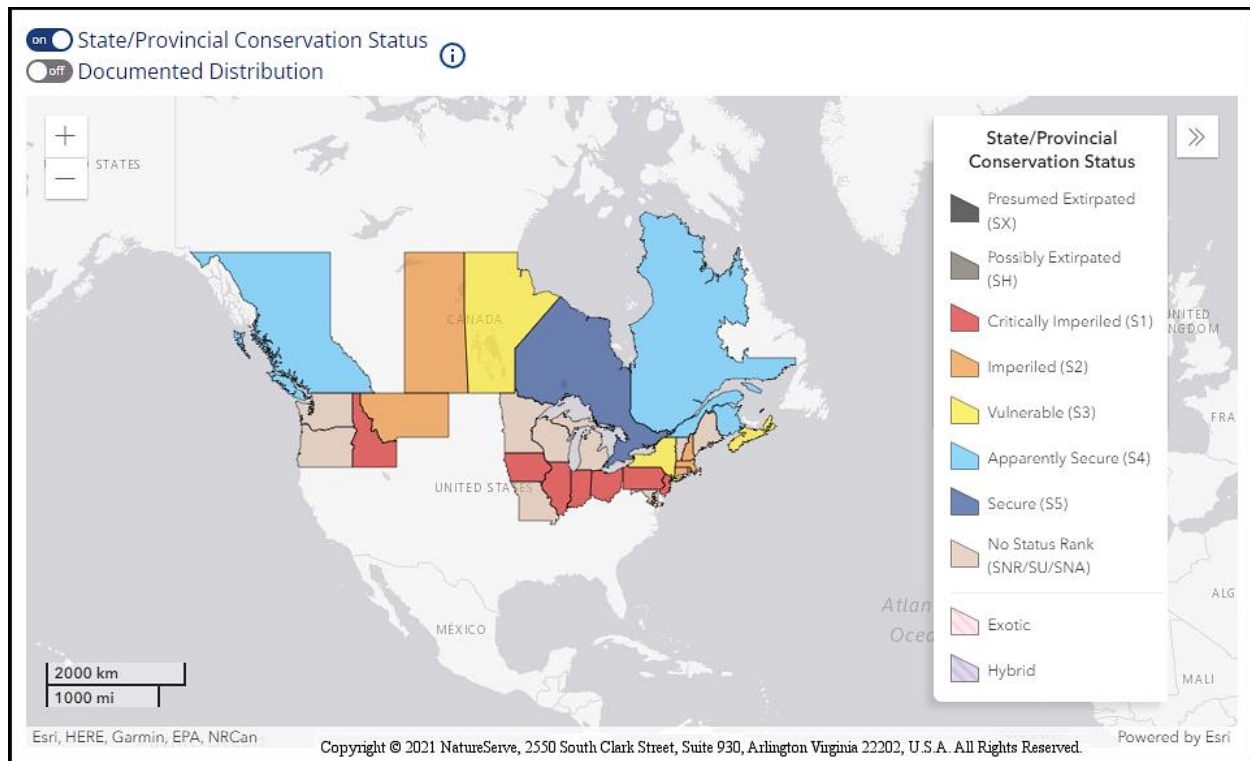 on State/Provincial Conservation Status
off Documented Distribution
STATES
CANADA
UNITED STATES
MÉXICO
Atlan
Ocea
NITED
NGDOM
FRA
ALG
MALI
State/Provincial
Conservation Status
Presumed Extirpated
(SX)
Possibly Extirpated
(SH)
Critically Imperiled (S1)
Imperiled (S2)
Vulnerable (S3)
Apparently Secure (S4)
Secure (S5)
No Status Rank
(SNR/SU/SNA)
Exotic
Hybrid
2000 km
1000 mi
Esri, HERE, Garmin, EPA, NRCan
Copyright © 2021 NatureServe, 2550 South Clark Street, Suite 930, Arlington Virginia 22202, U.S.A. All Rights Reserved.
Powered by Esri